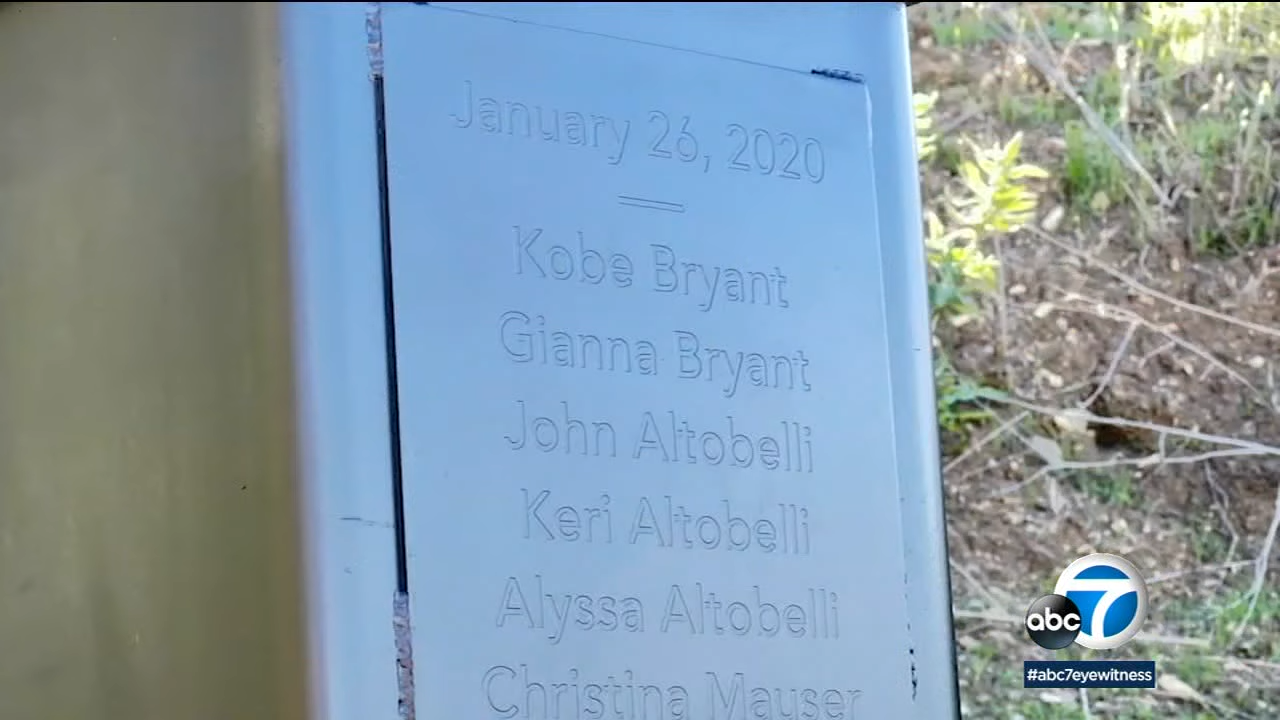 January 26, 2020
Kobe Bryant
Gianna Bryant
John Altobelli
Keri Altobelli
Alyssa Altobelli
Christina Mauser
abc 7
#abc7eyewitness